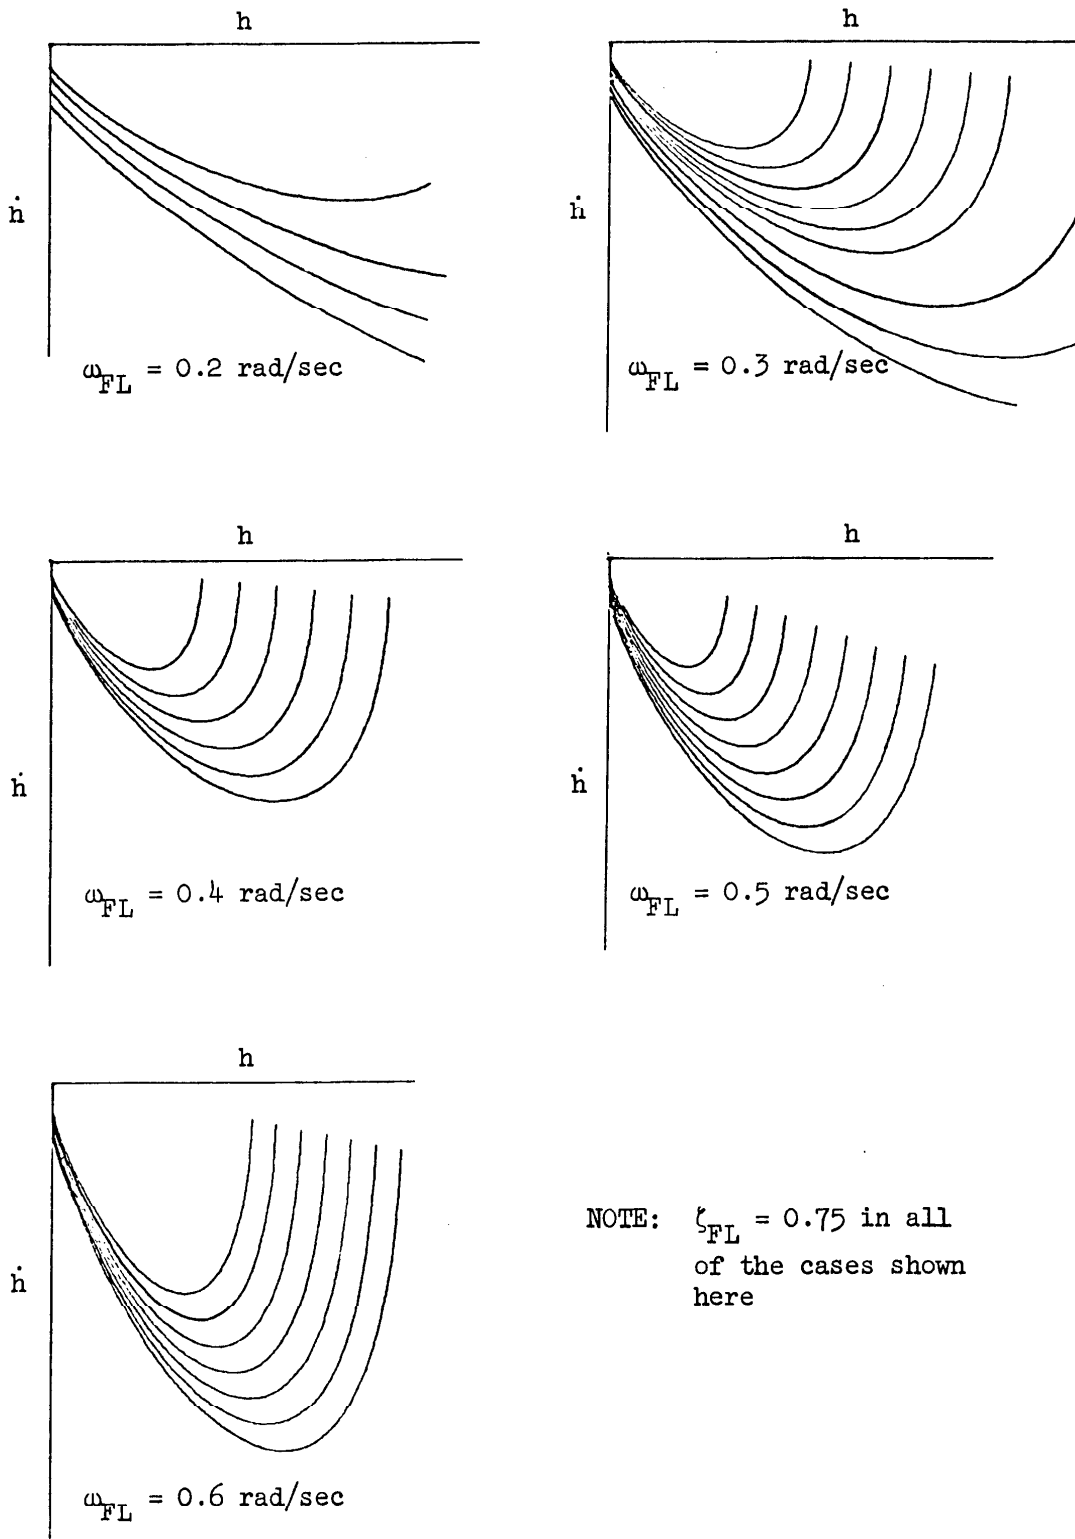 h
h
ḣ
ḣ
ω_FL = 0.2 rad/sec
ω_FL = 0.3 rad/sec
h
h
ḣ
ḣ
ω_FL = 0.4 rad/sec
ω_FL = 0.5 rad/sec
h
ḣ
NOTE: ζ_FL = 0.75 in all
of the cases shown
here
ω_FL = 0.6 rad/sec